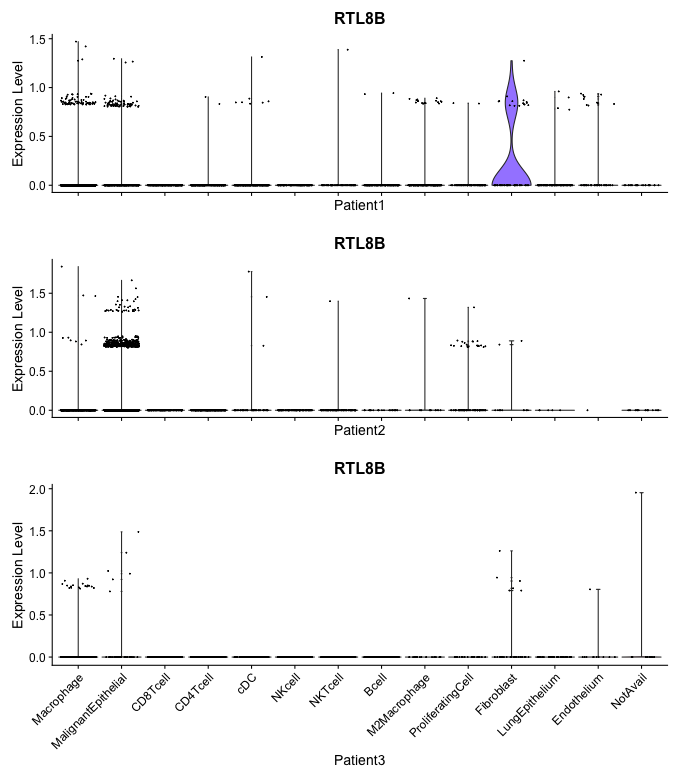 RTL8B
Expression Level
1.5
1.0
0.5
0.0
Patient1
RTL8B
Expression Level
1.5
1.0
0.5
0.0
Patient2
RTL8B
Expression Level
2.0
1.5
1.0
0.5
0.0
Macrophage
MalignantEpithelial
CD8Tcell
CD4Tcell
cDC
NKcell
NKTcell
Bcell
M2Macrophage
ProliferatingCell
Fibroblast
LungEpithelium
Endothelium
NotAvail
Patient3